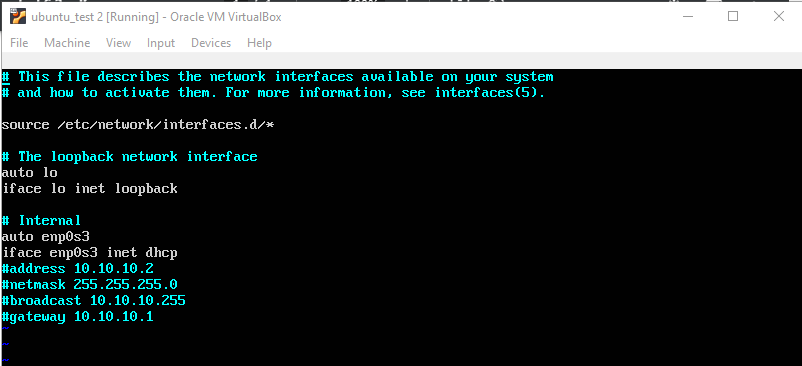 ubuntu_test 2 [Running] - Oracle VM VirtualBox
File Machine View Input Devices Help
# This file describes the network interfaces available on your system
# and how to activate them. For more information, see interfaces(5).
source /etc/network/interfaces.d/*
# The loopback network interface
auto lo
iface lo inet loopback
# Internal
auto enp0s3
iface enp0s3 inet dhcp
#address 10.10.10.2
#netmask 255.255.255.0
#broadcast 10.10.10.255
#gateway 10.10.10.1
~
~
~